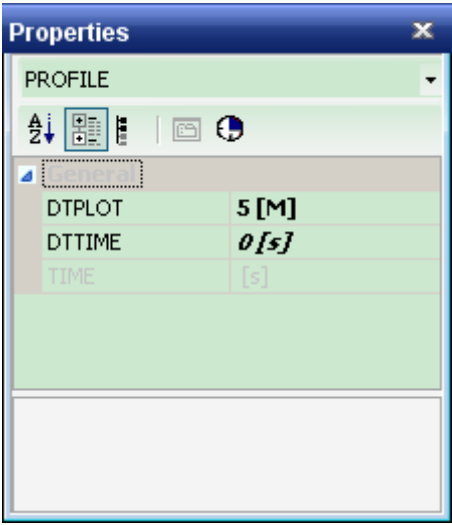 Properties
PROFILE
General
DTPLOT 5 [M]
DTTIME 0 [s]
TIME [s]